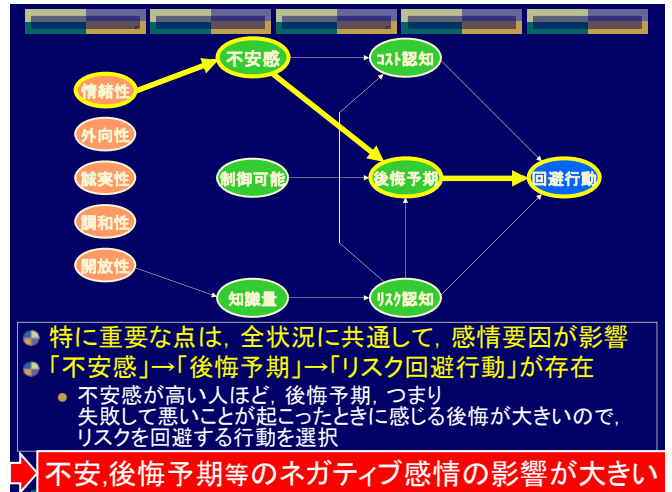 不安感
コスト認知
情緒性
外向性
誠実性
制御可能
後悔予期
回避行動
調和性
開放性
知識量
リスク認知
特に重要な点は，全状況に共通して，感情要因が影響
「不安感」→「後悔予期」→「リスク回避行動」が存在
不安感が高い人ほど，後悔予期，つまり
失敗して悪いことが起こったときに感じる後悔が大きいので，
リスクを回避する行動を選択
不安,後悔予期等のネガティブ感情の影響が大きい